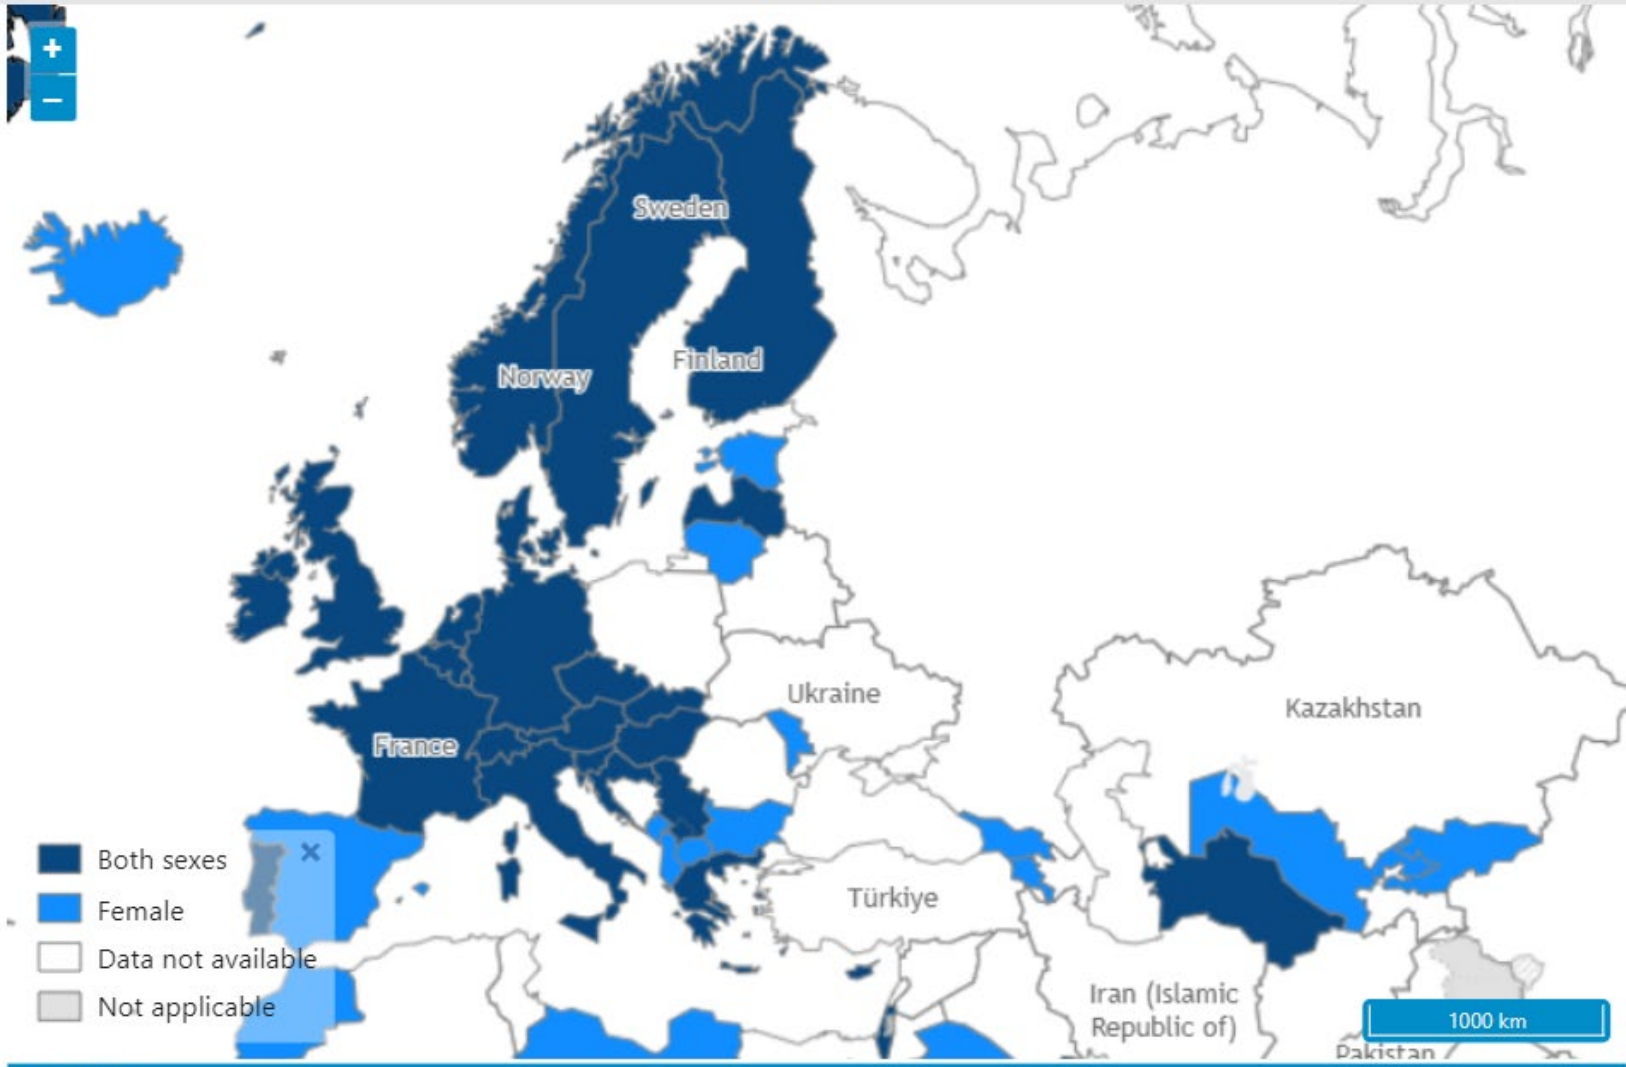 +
−
Sweden
Finland
Norway
Ukraine
Kazakhstan
France
×
Both sexes
Türkiye
Female
Data not available
Iran (Islamic
Republic of)
Not applicable
1000 km
Pakistan